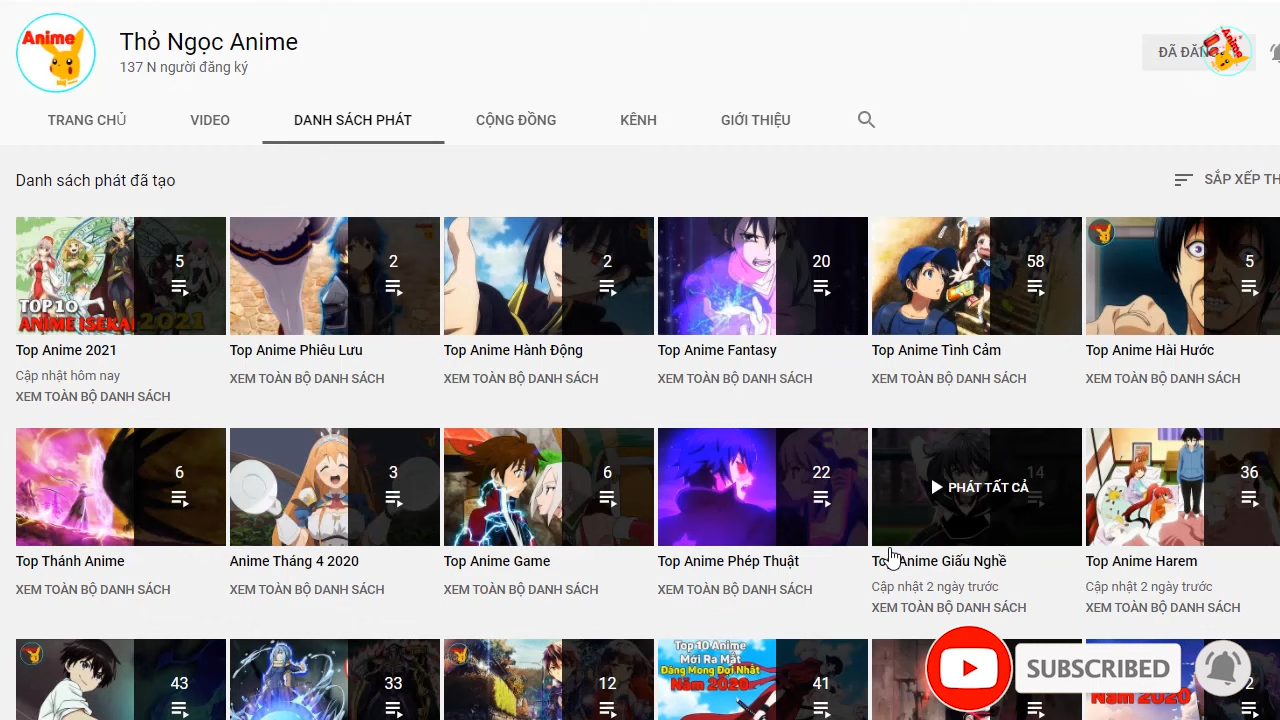 Anime
Thỏ Ngọc Anime
137 N người đăng ký
ĐÃ ĐĂNG
Anime
TRANG CHỦ
VIDEO
DANH SÁCH PHÁT
CỘNG ĐỒNG
KÊNH
GIỚI THIỆU
Danh sách phát đã tạo
SẮP XẾP TH
TOP 10
ANIME ISEKAI 2021
5
2
2
20
58
5
Top Anime 2021
Top Anime Phiêu Lưu
Top Anime Hành Động
Top Anime Fantasy
Top Anime Tình Cảm
Top Anime Hài Hước
Cập nhật hôm nay
XEM TOÀN BỘ DANH SÁCH
XEM TOÀN BỘ DANH SÁCH
XEM TOÀN BỘ DANH SÁCH
XEM TOÀN BỘ DANH SÁCH
XEM TOÀN BỘ DANH SÁCH
XEM TOÀN BỘ DANH SÁCH
6
3
6
22
14
PHÁT TẤT CẢ
36
Top Thánh Anime
Anime Tháng 4 2020
Top Anime Game
Top Anime Phép Thuật
Top Anime Giấu Nghề
Top Anime Harem
XEM TOÀN BỘ DANH SÁCH
XEM TOÀN BỘ DANH SÁCH
XEM TOÀN BỘ DANH SÁCH
XEM TOÀN BỘ DANH SÁCH
Cập nhật 2 ngày trước
XEM TOÀN BỘ DANH SÁCH
Cập nhật 2 ngày trước
XEM TOÀN BỘ DANH SÁCH
43
33
12
Top 10 Anime
Mới Ra Mắt
Đáng Mong Đợi Nhất
Năm 2020
41
SUBSCRIBED
Năm 2020
2